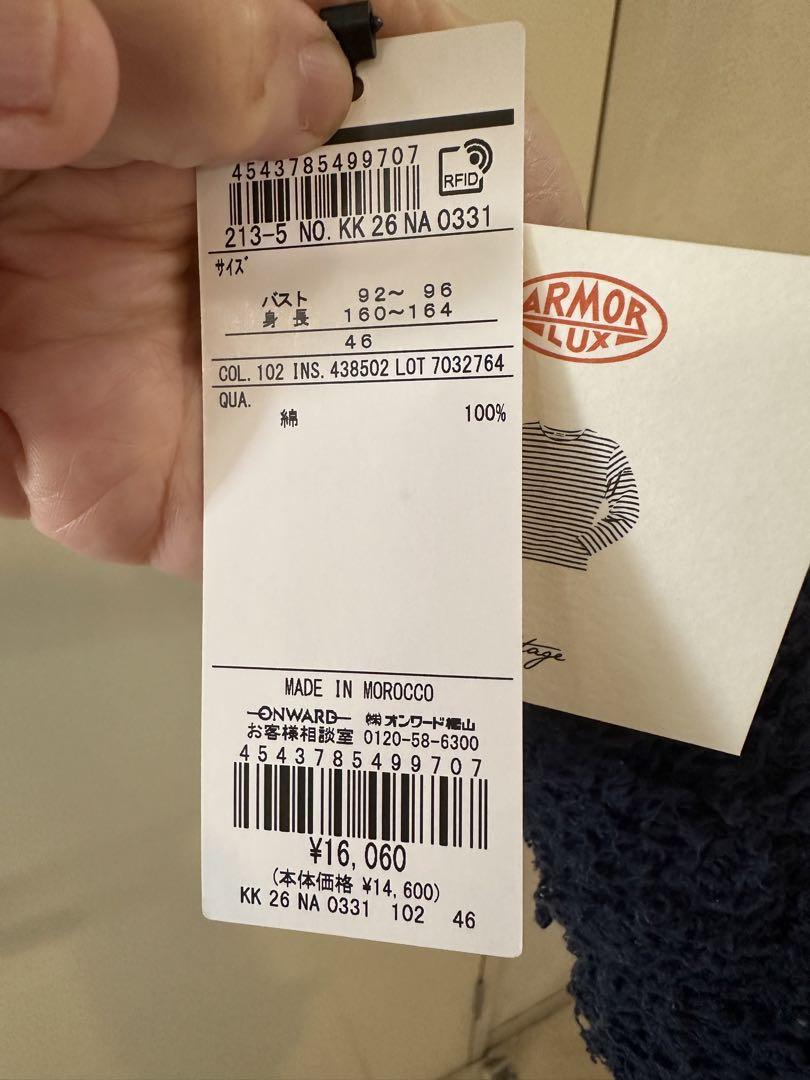 4543785499707
RFID
213-5 NO. KK 26 NA 0331
サイズ
バスト 92〜 96
身 長 160〜164
46
COL. 102 INS. 438502 LOT 7032764
QUA.
綿 100%
MADE IN MOROCCO
ONWARD ㈱オンワード樫山
お客様相談室 0120-58-6300
4543785499707
¥16,060
(本体価格 ¥14,600)
KK 26 NA 0331 102 46
ARMOR
LUX